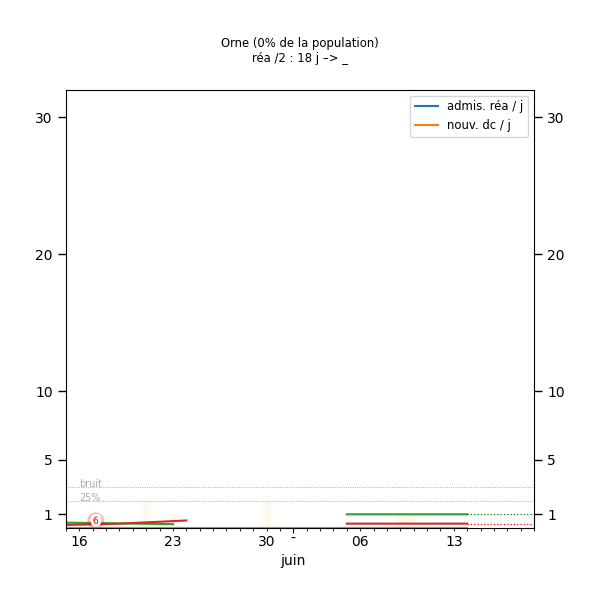 Orne (0% de la population)
réa /2 : 18 j –> _
admis. réa / j
nouv. dc / j
30 30
20 20
10 10
5 5
bruit
25%
1 1
6
16 23 30 - 06 13
juin